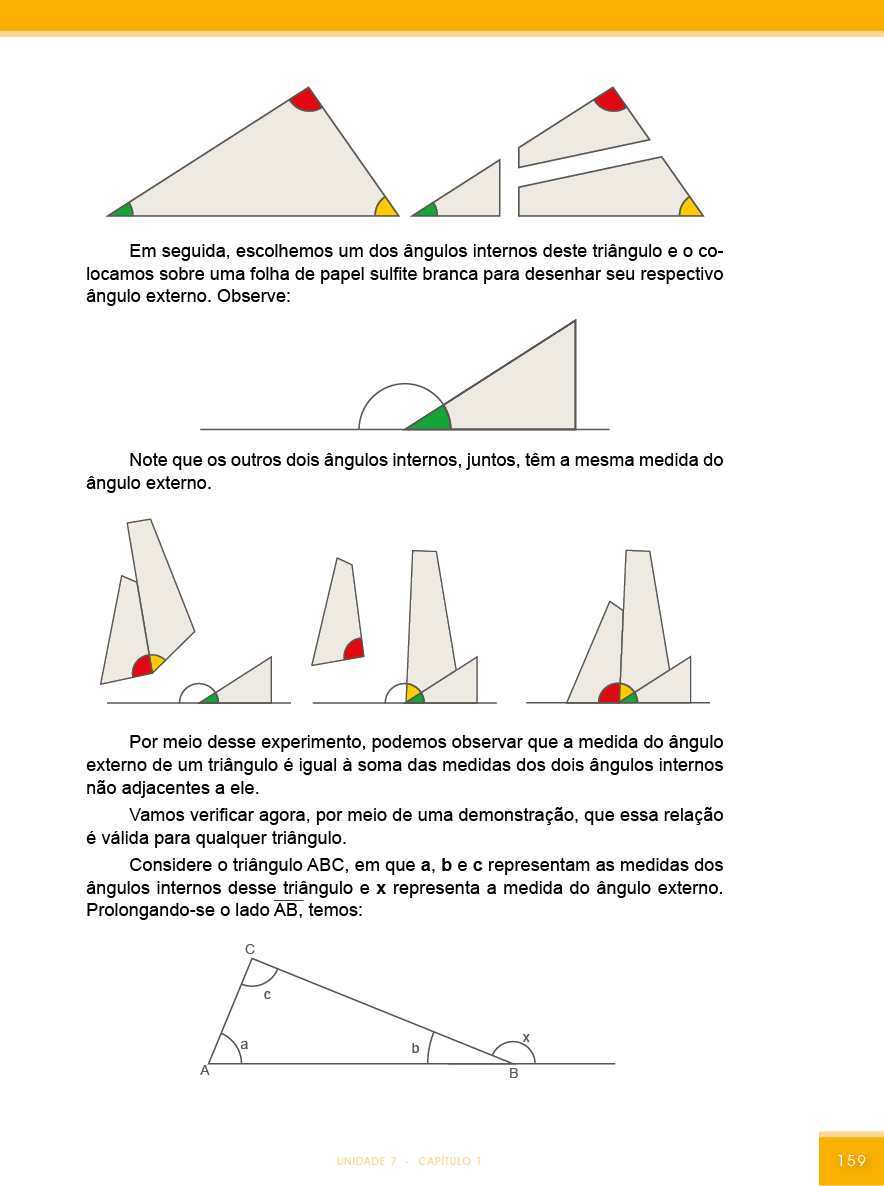 Em seguida, escolhemos um dos ângulos internos deste triângulo e o co-
locamos sobre uma folha de papel sulfite branca para desenhar seu respectivo
ângulo externo. Observe:
Note que os outros dois ângulos internos, juntos, têm a mesma medida do
ângulo externo.
Por meio desse experimento, podemos observar que a medida do ângulo
externo de um triângulo é igual à soma das medidas dos dois ângulos internos
não adjacentes a ele.
Vamos verificar agora, por meio de uma demonstração, que essa relação
é válida para qualquer triângulo.
Considere o triângulo ABC, em que a, b e c representam as medidas dos
ângulos internos desse triângulo e x representa a medida do ângulo externo.
Prolongando-se o lado A̅B̅, temos:
C
c
a
b
x
A
B
UNIDADE 7 - CAPÍTULO 1
159